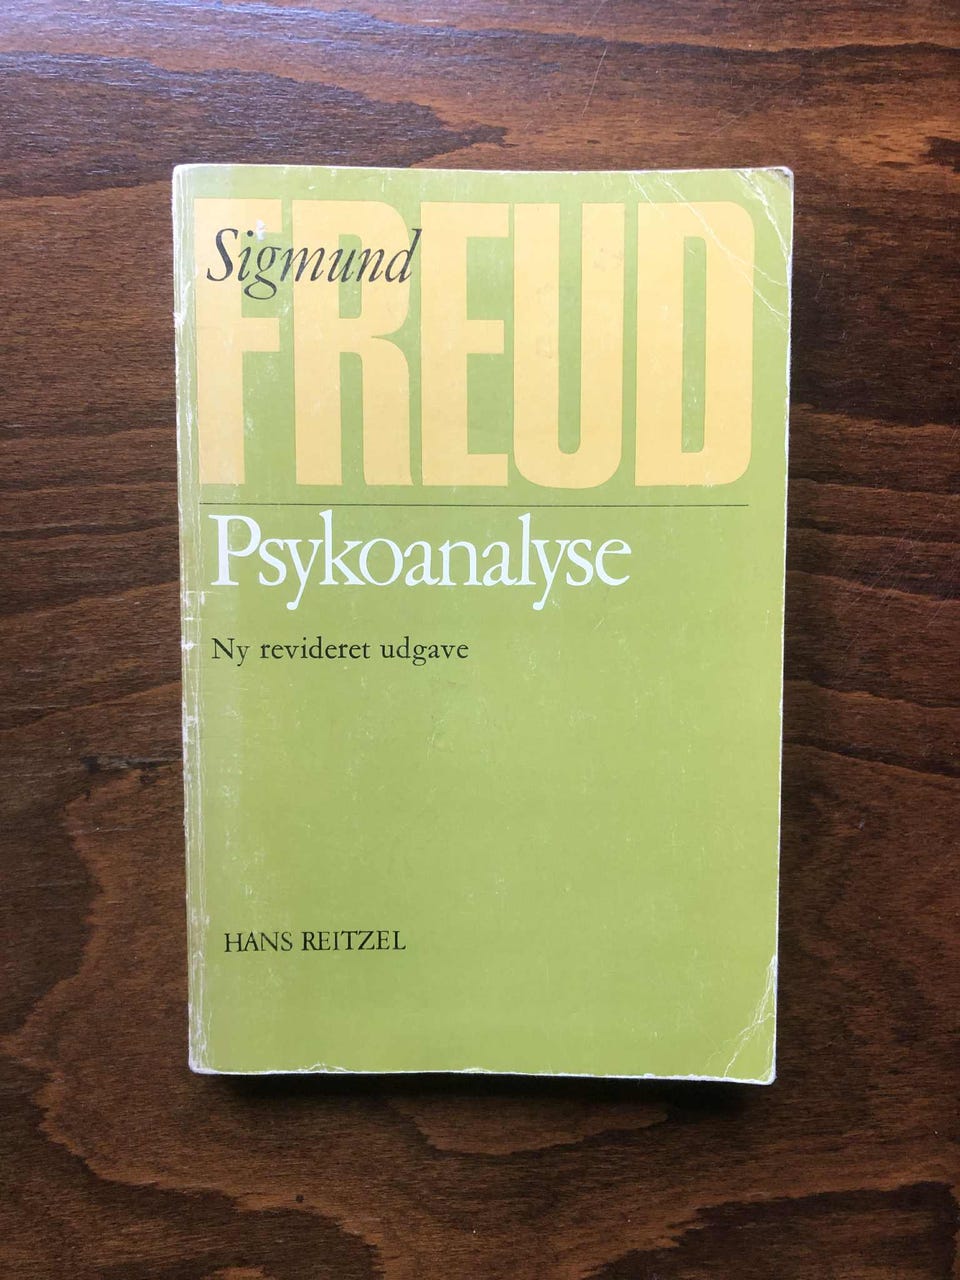 Sigmund
FREUD
Psykoanalyse
Ny revideret udgave
HANS REITZEL